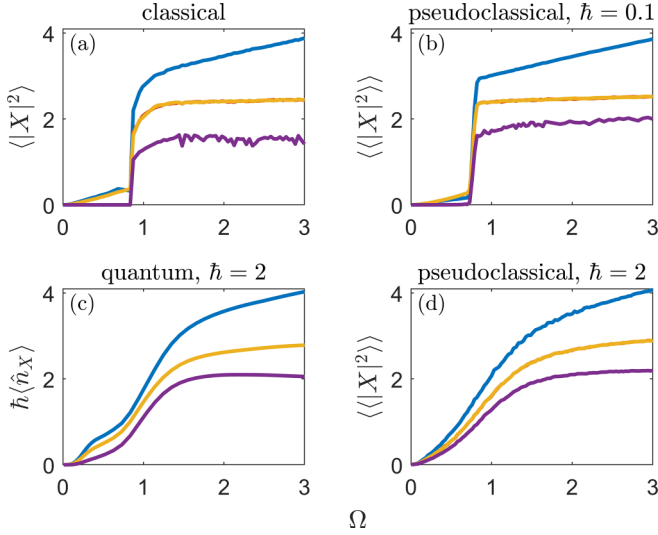 classical
pseudoclassical, ħ = 0.1
(a)
(b)
⟨|X|²⟩
⟨⟨|X|²⟩⟩
4
2
0
0 1 2 3
4
2
0
0 1 2 3
quantum, ħ = 2
pseudoclassical, ħ = 2
(c)
(d)
ħ⟨n̂_X⟩
⟨⟨|X|²⟩⟩
4
2
0
0 1 2 3
4
2
0
0 1 2 3
Ω